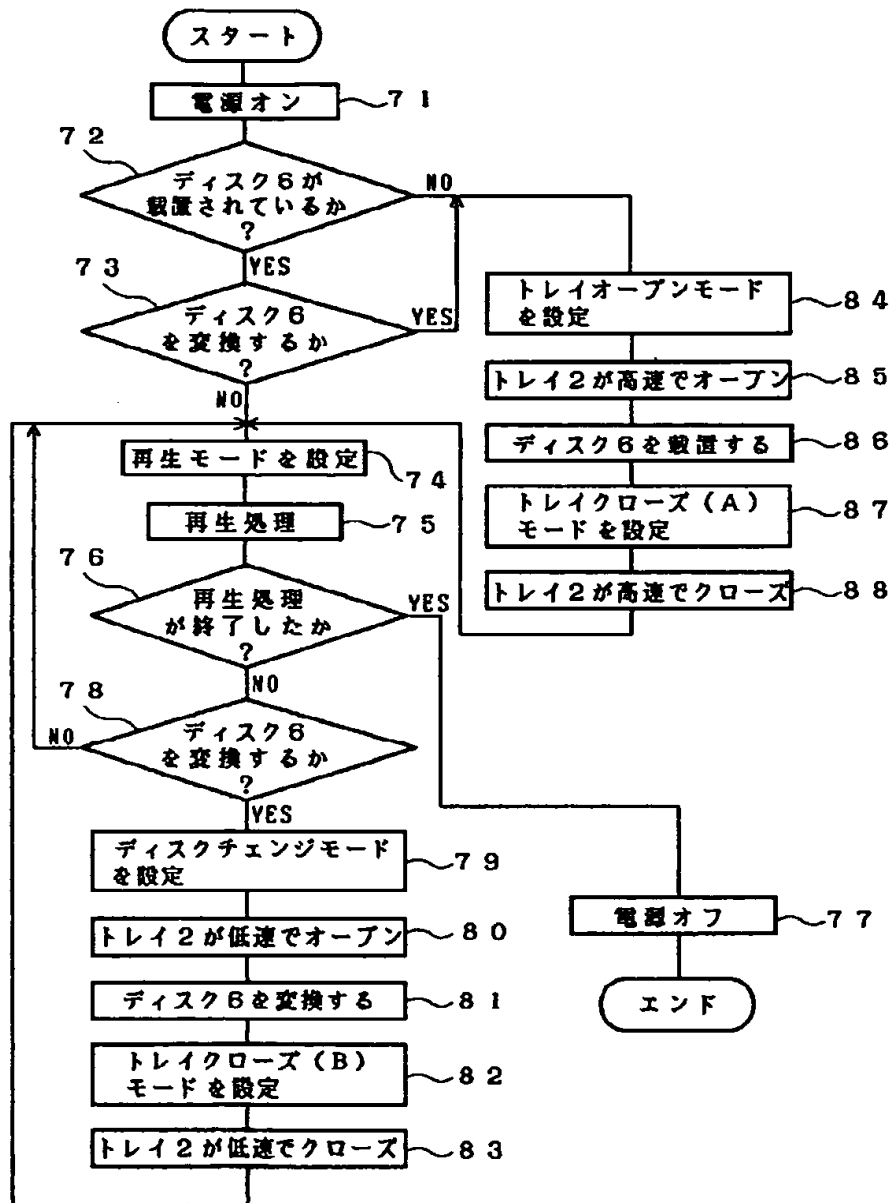 スタート
電源オン
71
72
ディスク6が
載置されているか
?
NO
YES
73
ディスク6
を変換するか
?
YES
NO
再生モードを設定
74
再生処理
75
76
再生処理
が終了したか
?
YES
NO
78
ディスク6
を変換するか
?
NO
YES
ディスクチェンジモード
を設定
79
トレイ2が低速でオープン
80
ディスク6を変換する
81
トレイクローズ(B)
モードを設定
82
トレイ2が低速でクローズ
83
トレイオープンモード
を設定
84
トレイ2が高速でオープン
85
ディスク6を載置する
86
トレイクローズ(A)
モードを設定
87
トレイ2が高速でクローズ
88
電源オフ
77
エンド